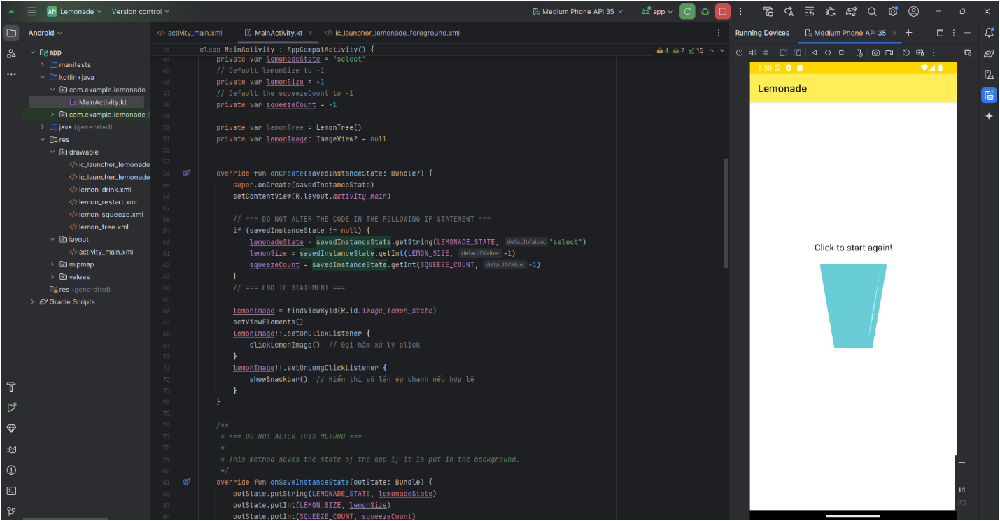 AM Lemonade Version control Medium Phone API 35 app
Android
app
manifests
kotlin+java
com.example.lemonade
MainActivity.kt
com.example.lemonade (
java (generated)
res
drawable
ic_launcher_lemonade
ic_launcher_lemonade
lemon_drink.xml
lemon_restart.xml
lemon_squeeze.xml
lemon_tree.xml
layout
activity_main.xml
mipmap
values
res (generated)
Gradle Scripts
activity_main.xml MainActivity.kt ic_launcher_lemonade_foreground.xml
24 class MainActivity : AppCompatActivity() { 4 7 15
44 private var lemonadeState = "select"
45 // Default lemonSize to -1
46 private var lemonSize = -1
47 // Default the squeezeCount to -1
48 private var squeezeCount = -1
49
50 private var lemonTree = LemonTree()
51 private var lemonImage: ImageView? = null
52
53
54 override fun onCreate(savedInstanceState: Bundle?) {
55 super.onCreate(savedInstanceState)
56 setContentView(R.layout.activity_main)
57
58 // === DO NOT ALTER THE CODE IN THE FOLLOWING IF STATEMENT ===
59 if (savedInstanceState != null) {
60 lemonadeState = savedInstanceState.getString(LEMONADE_STATE, defaultValue: "select")
61 lemonSize = savedInstanceState.getInt(LEMON_SIZE, defaultValue: -1)
62 squeezeCount = savedInstanceState.getInt(SQUEEZE_COUNT, defaultValue: -1)
63 }
64 // === END IF STATEMENT ===
65
66 lemonImage = findViewById(R.id.image_lemon_state)
67 setViewElements()
68 lemonImage!!.setOnClickListener {
69 clickLemonImage() // Gọi hàm xử lý click
70 }
71 lemonImage!!.setOnLongClickListener {
72 showSnackbar() // Hiển thị số lần ép chanh nếu hợp lệ
73 }
74 }
75
76 /**
77 * === DO NOT ALTER THIS METHOD ===
78 *
79 * This method saves the state of the app if it is put in the background.
80 */
81 override fun onSaveInstanceState(outState: Bundle) {
82 outState.putString(LEMONADE_STATE, lemonadeState)
83 outState.putInt(LEMON_SIZE, lemonSize)
84 outState.putInt(SQUEEZE_COUNT, squeezeCount)
Running Devices Medium Phone API 35
5:50
Lemonade
Click to start again!
1:1